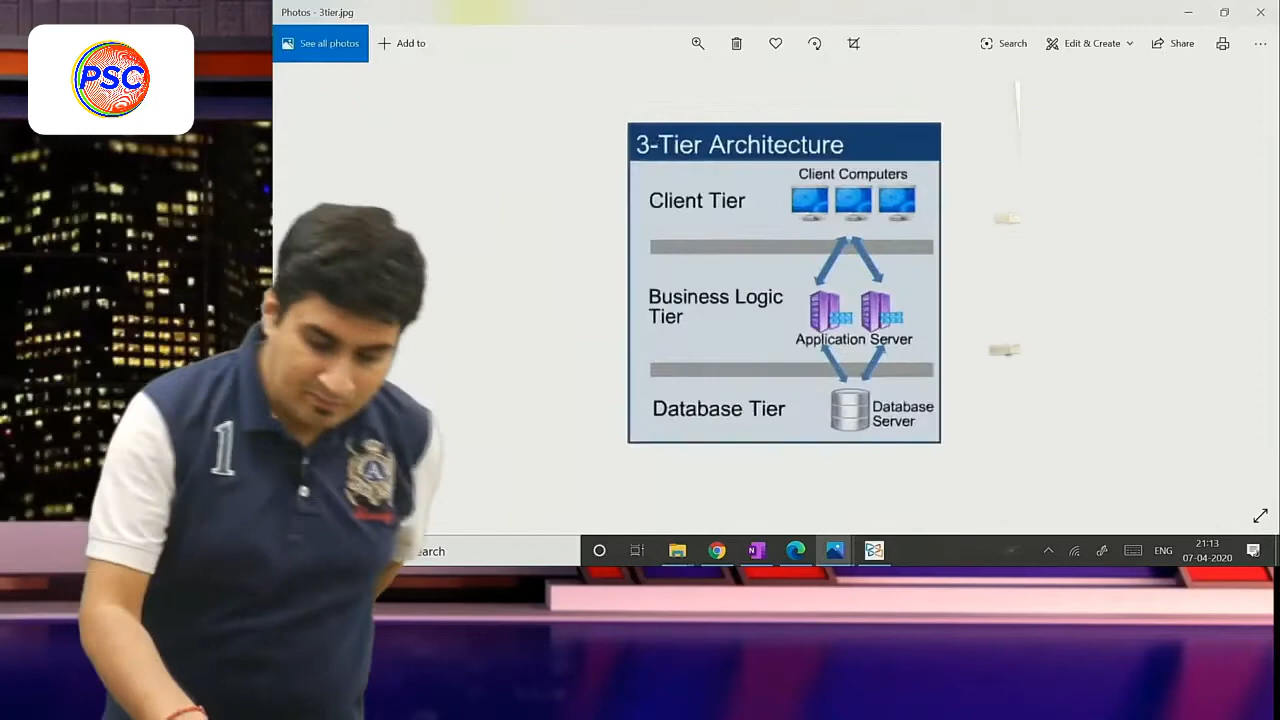 Photos - 3tier.jpg
PSC
See all photos
Add to
Search
Edit & Create
Share
3-Tier Architecture
Client Computers
Client Tier
Business Logic
Tier
Application Server
Database Tier
Database
Server
1
A
earch
ENG
21:13
07-04-2020